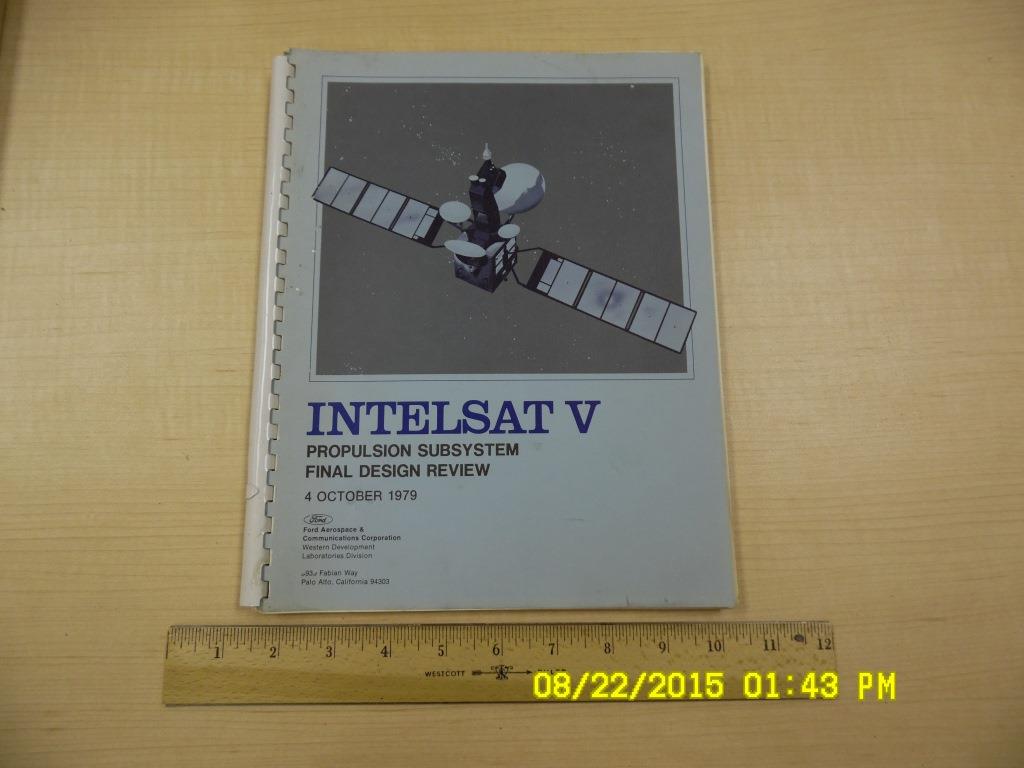 INTELSAT V
PROPULSION SUBSYSTEM
FINAL DESIGN REVIEW
4 OCTOBER 1979
Ford
Ford Aerospace &
Communications Corporation
Western Development
Laboratories Division
Fabian Way
Palo Alto, California 94303
1 2 3 4 5 6 7 8 9 10 11 12
WESTCOTT
08/22/2015 01:43 PM